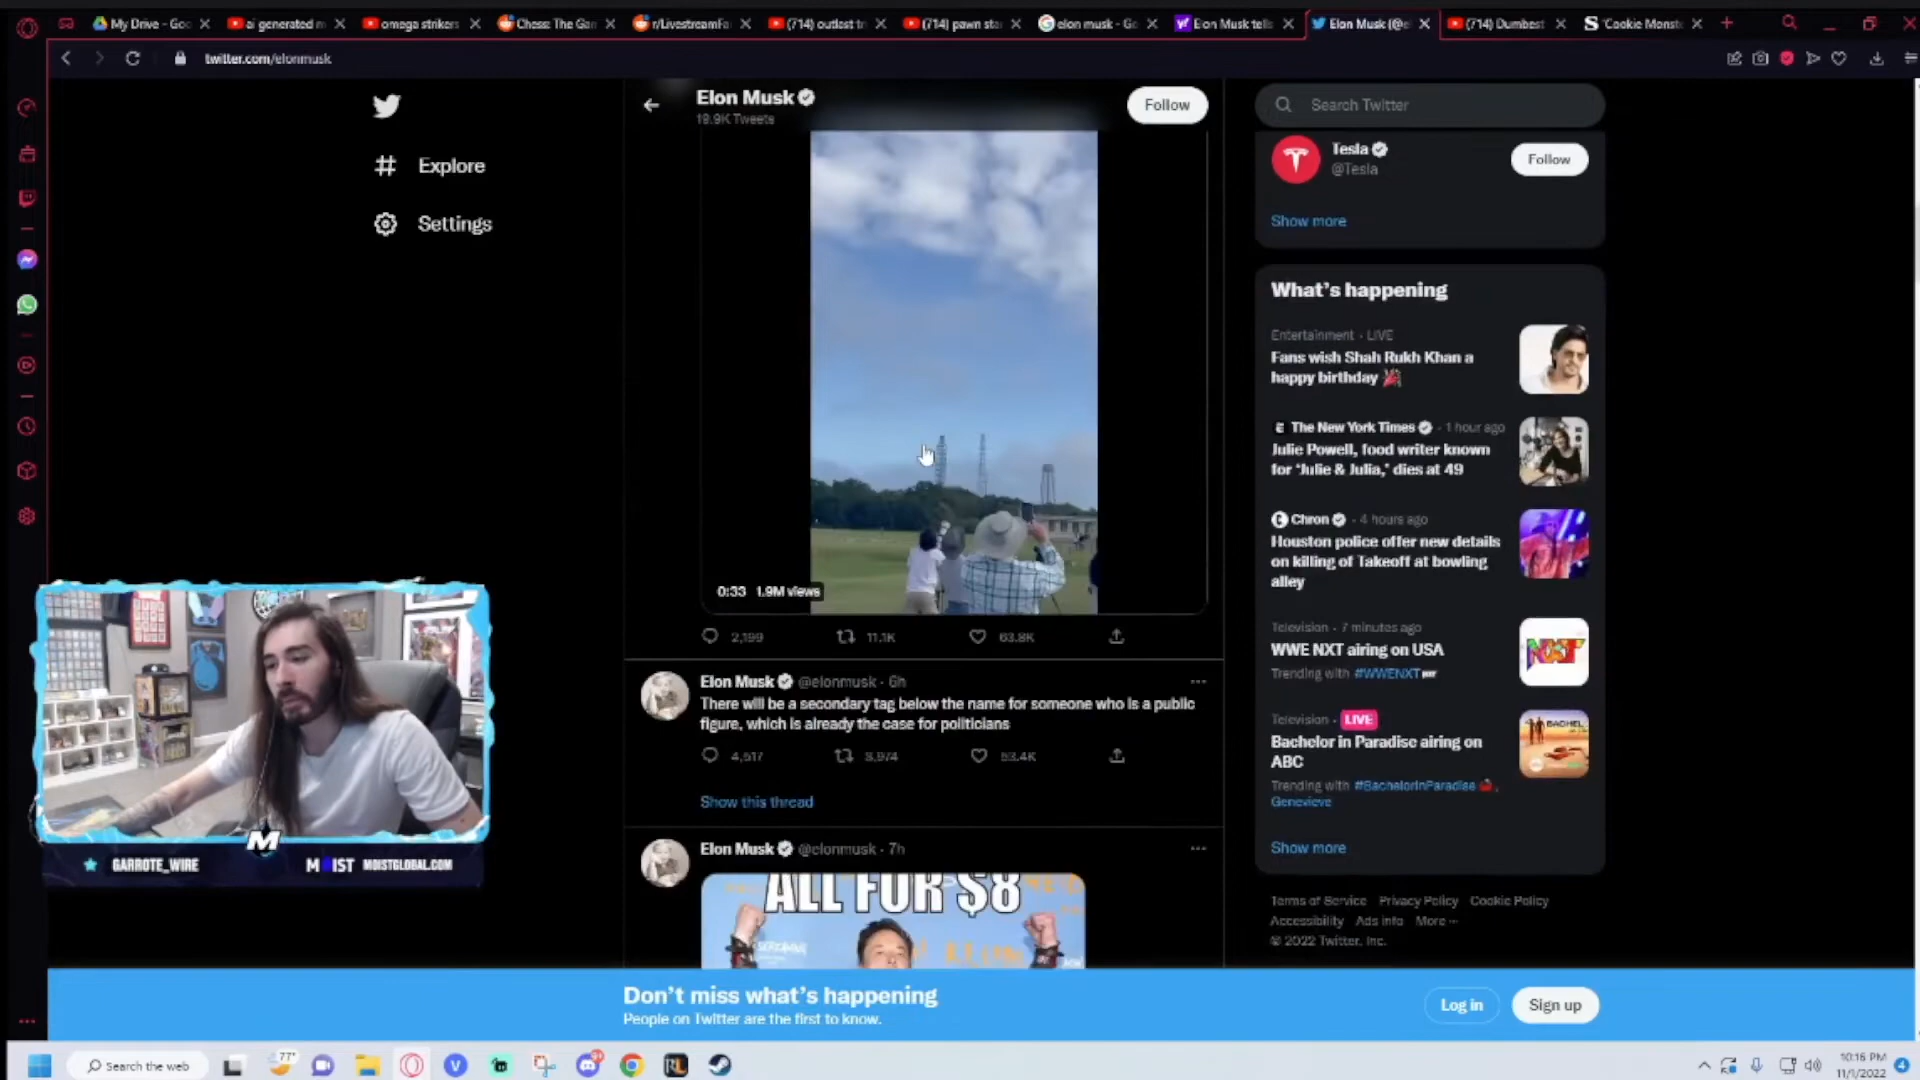 My Drive - Goo
ai generated m
omega strikers
Chess: The Gan
r/LivestreamFa
(714) outlast tr
(714) pawn sta
elon musk - Go
Elon Musk tells
Elon Musk (@e
(714) Dumbest
'Cookie Monst
twitter.com/elonmusk
Explore
Settings
Elon Musk
19.9K Tweets
Follow
0:33 1.9M views
2,199 11.1K 63.8K
Elon Musk @elonmusk · 6h
There will be a secondary tag below the name for someone who is a public
figure, which is already the case for politicians
4,517 3,974 53.4K
Show this thread
Elon Musk @elonmusk · 7h
ALL FOR $8
Search Twitter
Tesla
@Tesla
Follow
Show more
What's happening
Entertainment · LIVE
Fans wish Shah Rukh Khan a
happy birthday
The New York Times · 1 hour ago
Julie Powell, food writer known
for 'Julie & Julia,' dies at 49
Chron · 4 hours ago
Houston police offer new details
on killing of Takeoff at bowling
alley
Television · 7 minutes ago
WWE NXT airing on USA
Trending with #WWENXT
NXT
Television · LIVE
Bachelor in Paradise airing on
ABC
Trending with #BachelorInParadise ,
Genevieve
BACHEL
Show more
Terms of Service Privacy Policy Cookie Policy
Accessibility Ads info More ···
© 2022 Twitter, Inc.
M
GARROTE_WIRE
MOIST MOISTGLOBAL.COM
Don't miss what's happening
People on Twitter are the first to know.
Log in
Sign up
Search the web
77°
10:16 PM
11/1/2022
4